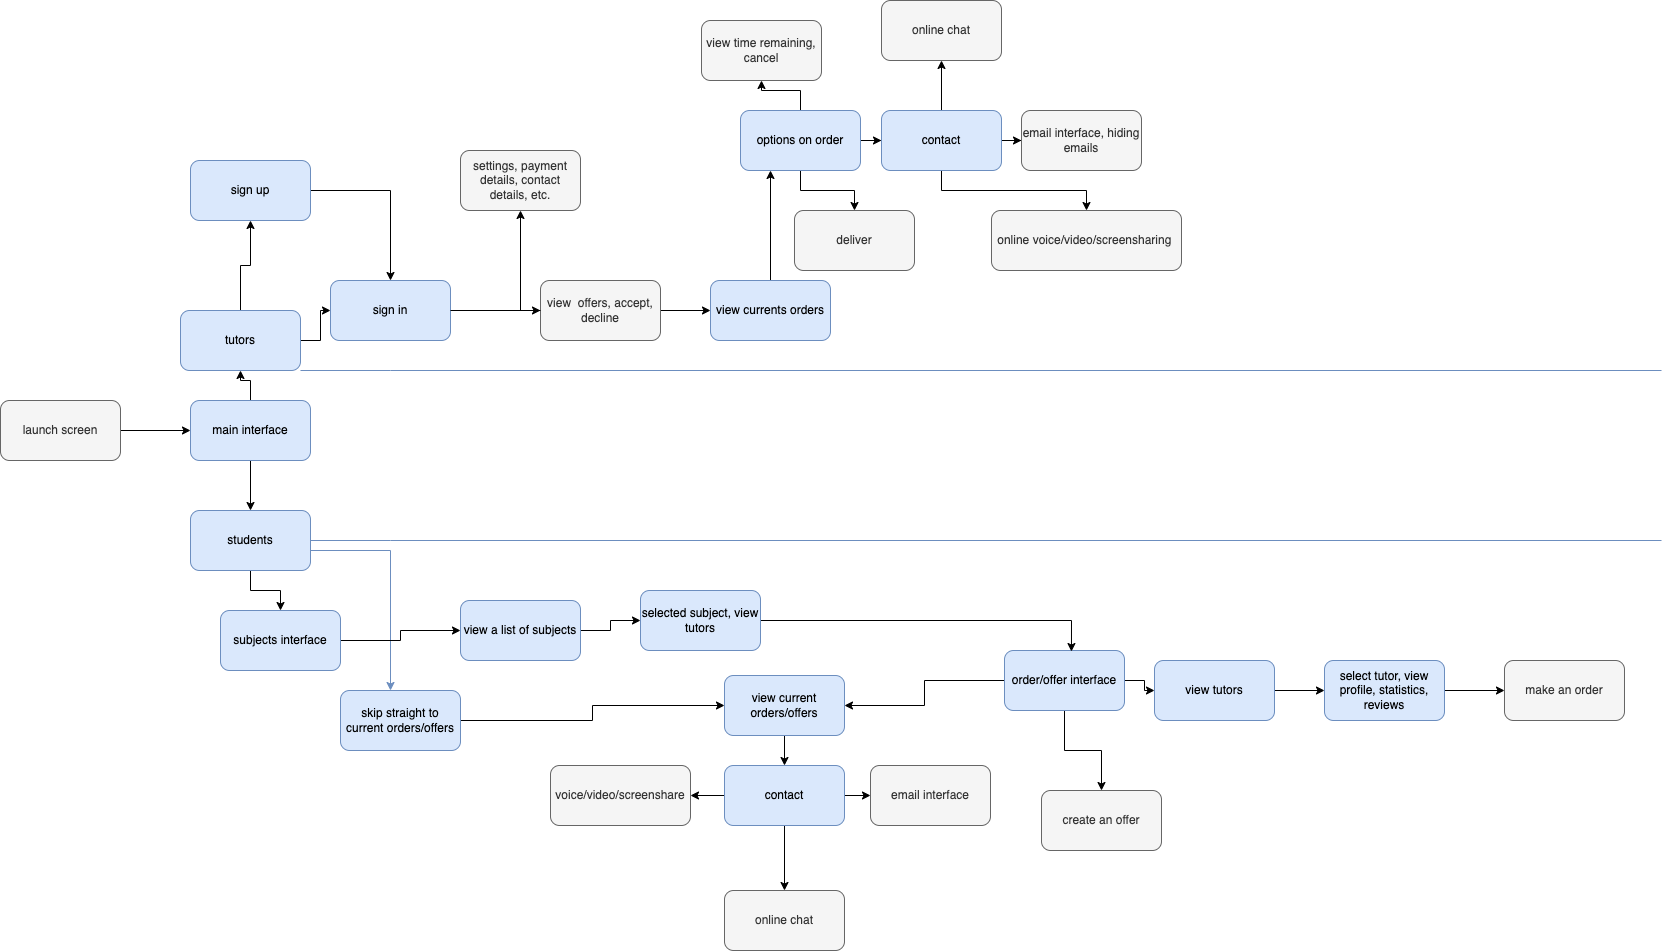 online chat
view time remaining,
cancel
options on order
contact
email interface, hiding
emails
settings, payment
details, contact
details, etc.
sign up
deliver
online voice/video/screensharing
sign in
view  offers, accept,
decline
view currents orders
tutors
launch screen
main interface
students
subjects interface
view a list of subjects
selected subject, view
tutors
order/offer interface
view tutors
select tutor, view
profile, statistics,
reviews
make an order
skip straight to
current orders/offers
view current
orders/offers
voice/video/screenshare
contact
email interface
create an offer
online chat